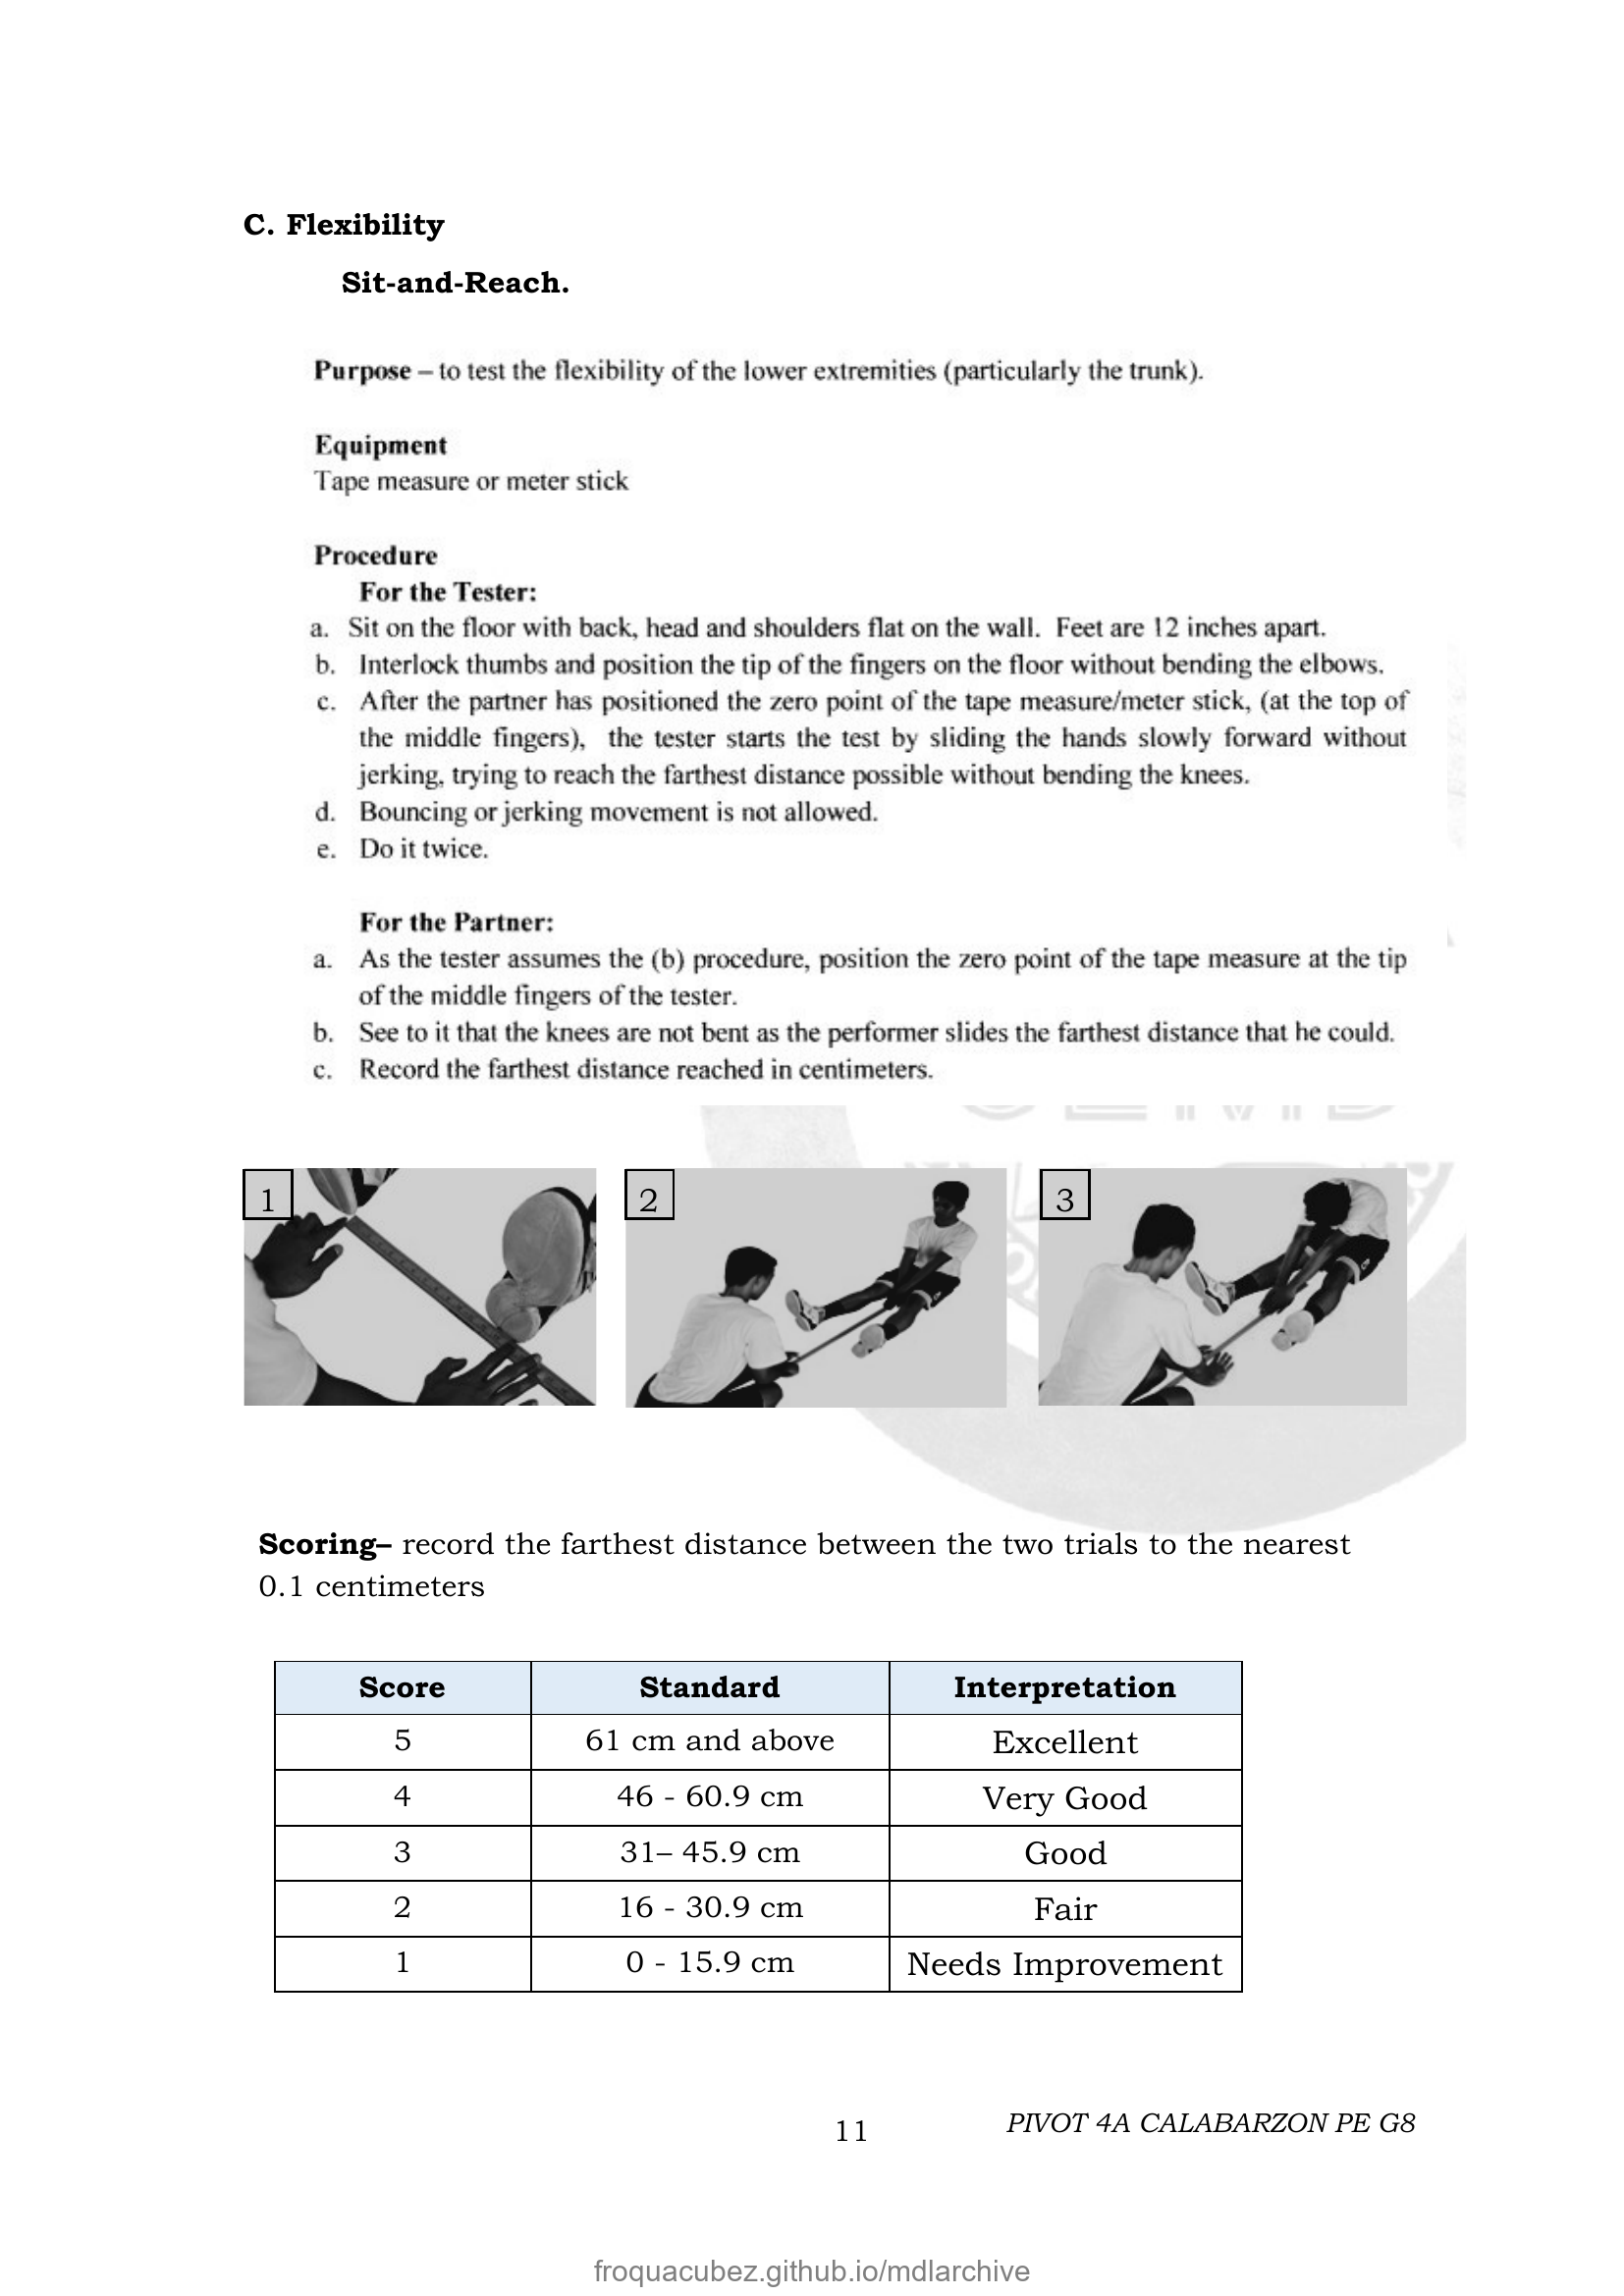 C. Flexibility
Sit-and-Reach.
Purpose – to test the flexibility of the lower extremities (particularly the trunk).
Equipment
Tape measure or meter stick
Procedure
For the Tester:
a. Sit on the floor with back, head and shoulders flat on the wall. Feet are 12 inches apart.
b. Interlock thumbs and position the tip of the fingers on the floor without bending the elbows.
c. After the partner has positioned the zero point of the tape measure/meter stick, (at the top of
the middle fingers), the tester starts the test by sliding the hands slowly forward without
jerking, trying to reach the farthest distance possible without bending the knees.
d. Bouncing or jerking movement is not allowed.
e. Do it twice.
For the Partner:
a. As the tester assumes the (b) procedure, position the zero point of the tape measure at the tip
of the middle fingers of the tester.
b. See to it that the knees are not bent as the performer slides the farthest distance that he could.
c. Record the farthest distance reached in centimeters.
1 2 3
Scoring– record the farthest distance between the two trials to the nearest
0.1 centimeters
Score Standard Interpretation
5 61 cm and above Excellent
4 46 - 60.9 cm Very Good
3 31– 45.9 cm Good
2 16 - 30.9 cm Fair
1 0 - 15.9 cm Needs Improvement
11 PIVOT 4A CALABARZON PE G8
froquacubez.github.io/mdlarchive